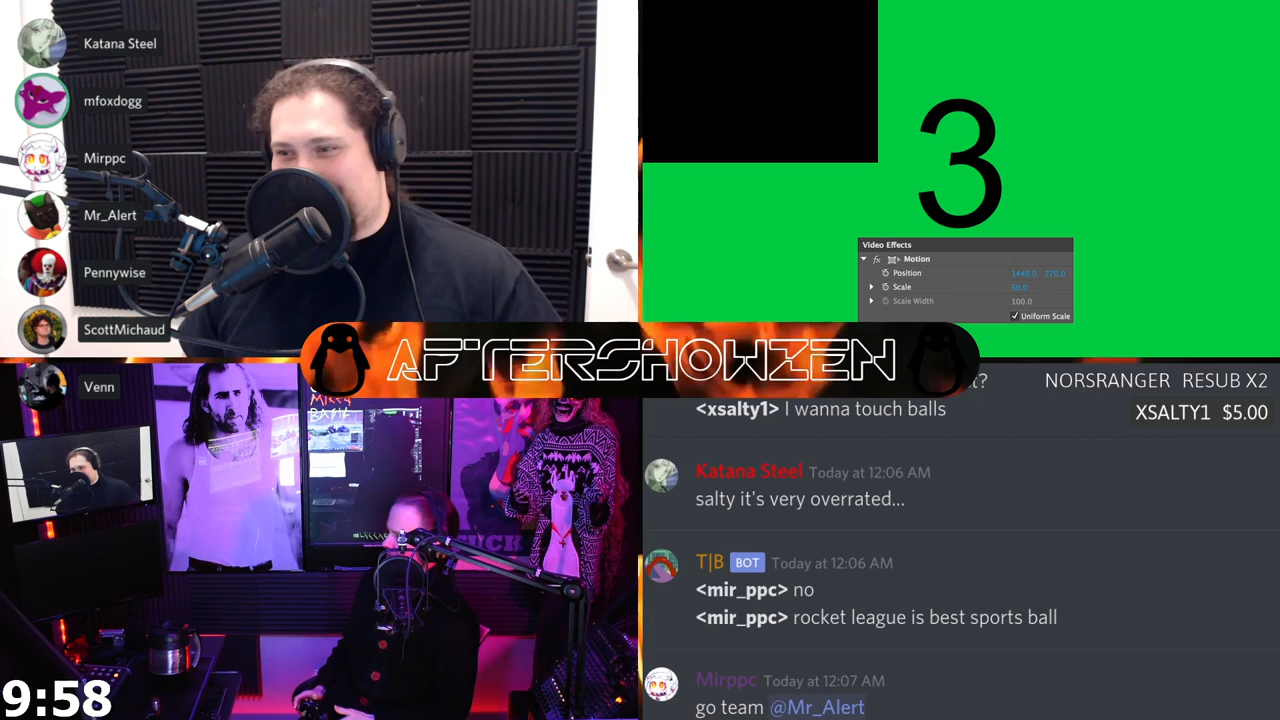 Katana Steel
mfoxdogg
Mirppc
Mr_Alert
Pennywise
ScottMichaud
Venn
3
Video Effects
fx Motion
Position 1440.0 270.0
Scale 50.0
Scale Width 100.0
Uniform Scale
AFTERSHOWZEN
t?
NORSRANGER RESUB X2
<xsalty1> I wanna touch balls
XSALTY1 $5.00
Katana Steel Today at 12:06 AM
salty it's very overrated...
T|B BOT Today at 12:06 AM
<mir_ppc> no
<mir_ppc> rocket league is best sports ball
Mirppc Today at 12:07 AM
go team @Mr_Alert
9:58